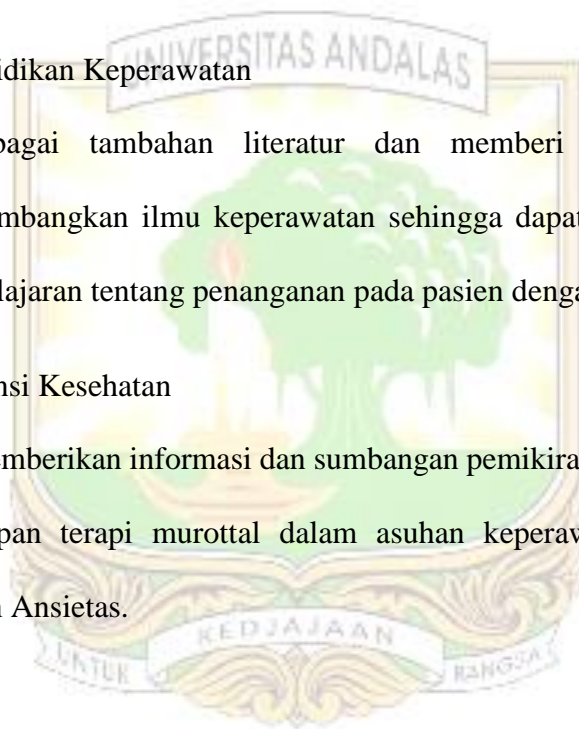 UNIVERSITAS ANDALAS
idikan Keperawatan
bagai tambahan literatur dan memberi
mbangkan ilmu keperawatan sehingga dapat
lajaran tentang penanganan pada pasien denga
nsi Kesehatan
emberikan informasi dan sumbangan pemikira
pan terapi murottal dalam asuhan keperaw
n Ansietas.
UNTUK KEDJAJAAN BANGSA